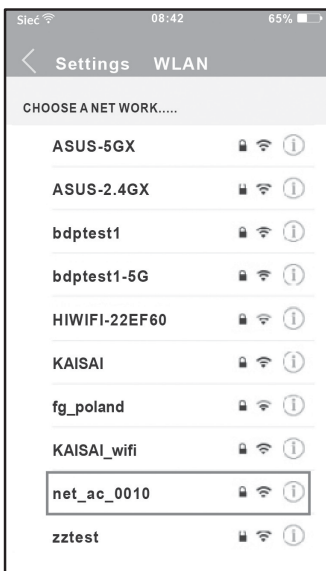 Sieć 08:42 65%
Settings WLAN
CHOOSE A NET WORK.....
ASUS-5GX
ASUS-2.4GX
bdptest1
bdptest1-5G
HIWIFI-22EF60
KAISAI
fg_poland
KAISAI_wifi
net_ac_0010
zztest